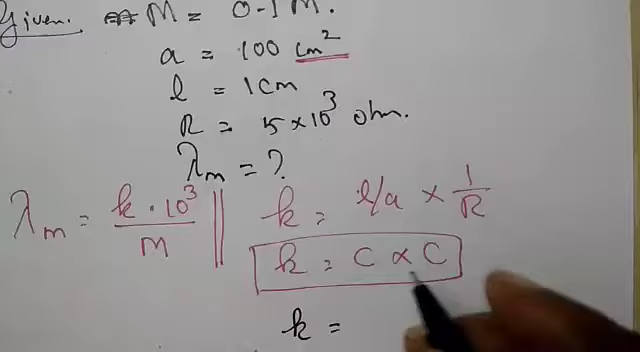 Given. M = 0.1 M.
a = 100 cm²
l = 1 cm
R = 5×10³ ohm.
λm = ?
λm = k·10³/M || k = l/a × 1/R
k = C × C
k =